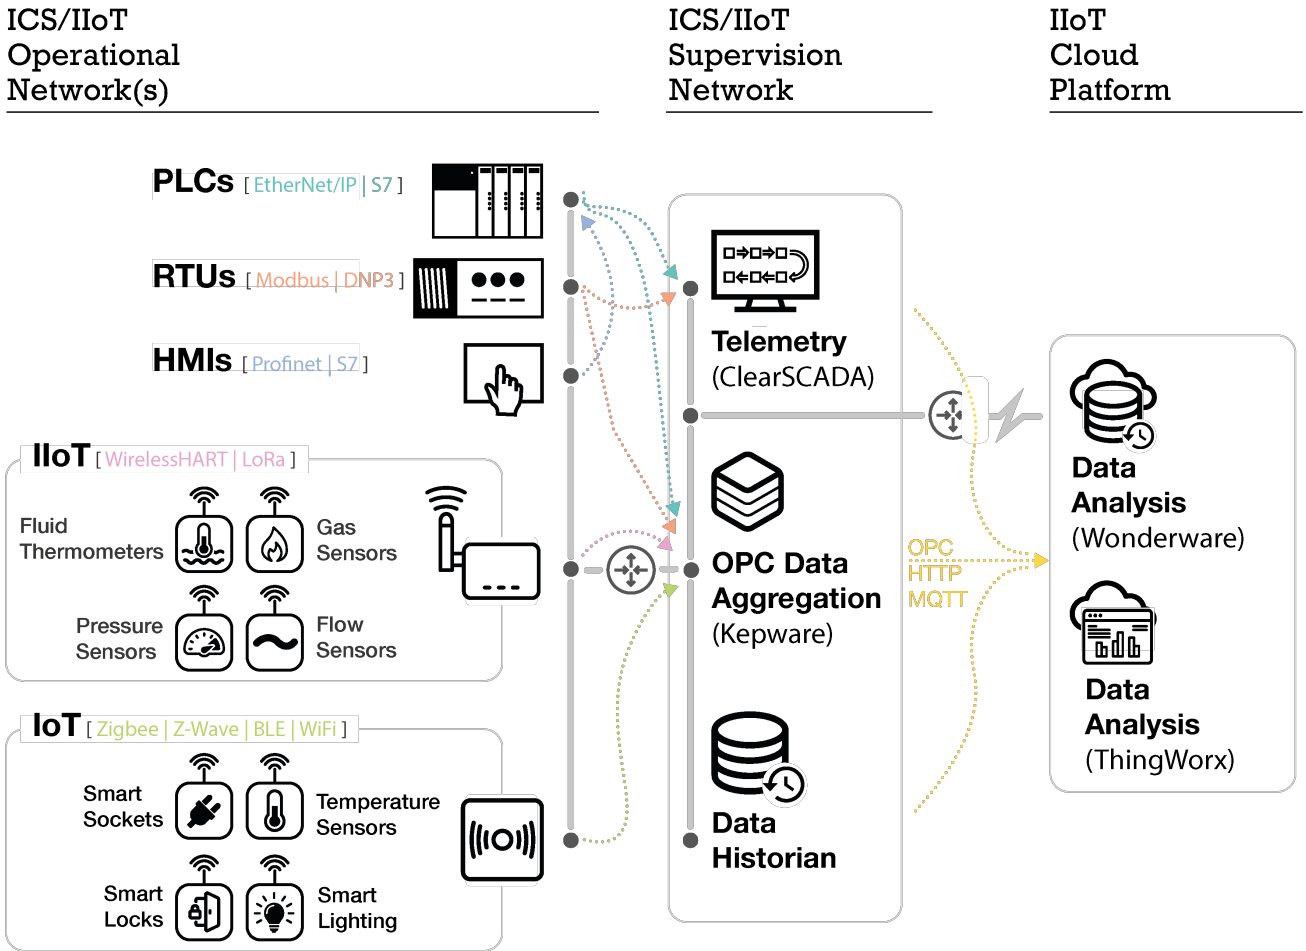 ICS/IIoT
Operational
Network(s)
ICS/IIoT
Supervision
Network
IIoT
Cloud
Platform
PLCs [ EtherNet/IP | S7 ]
RTUs [ Modbus | DNP3 ]
HMIs [ Profinet | S7 ]
IIoT [ WirelessHART | LoRa ]
Fluid
Thermometers
Gas
Sensors
Pressure
Sensors
Flow
Sensors
IoT [ Zigbee | Z-Wave | BLE | WiFi ]
Smart
Sockets
Temperature
Sensors
Smart
Locks
Smart
Lighting
Telemetry
(ClearSCADA)
OPC Data
Aggregation
(Kepware)
Data
Historian
OPC
HTTP
MQTT
Data
Analysis
(Wonderware)
Data
Analysis
(ThingWorx)